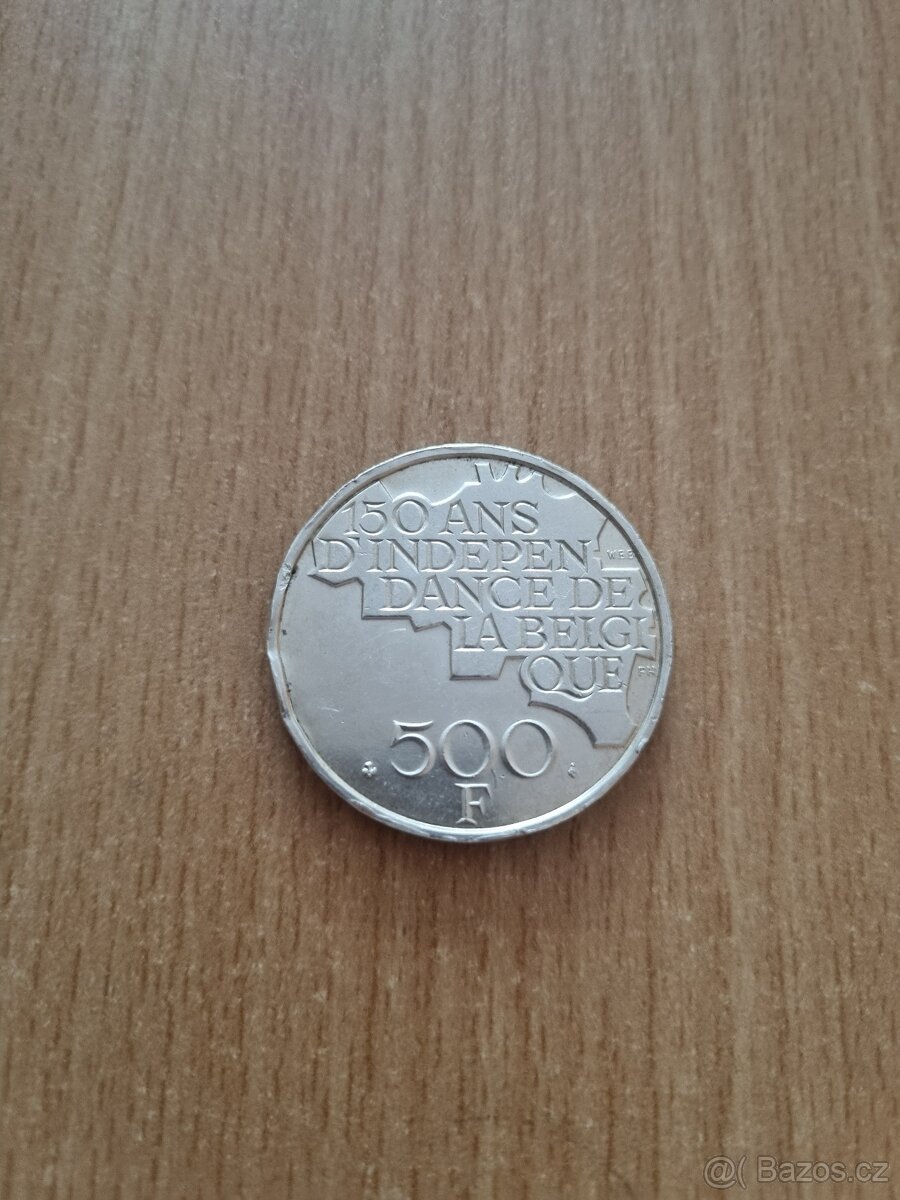 150 ANS
D'INDEPEN
DANCE DE
LA BELGI
QUE
500
F
@( Bazos.cz